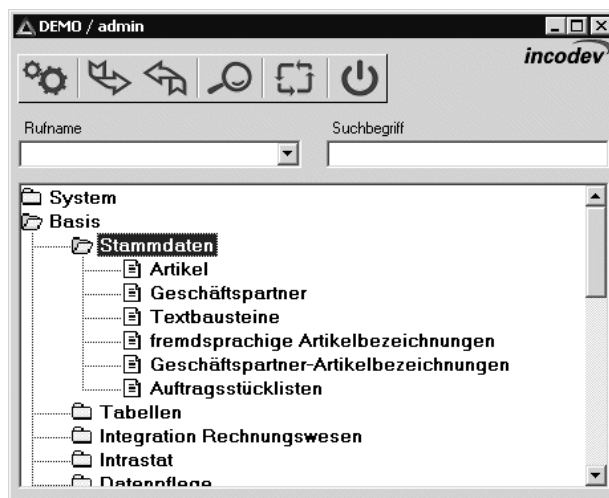 DEMO / admin
incodev
Rufname
Suchbegriff
System
Basis
Stammdaten
Artikel
Geschäftspartner
Textbausteine
fremdsprachige Artikelbezeichnungen
Geschäftspartner-Artikelbezeichnungen
Auftragsstücklisten
Tabellen
Integration Rechnungswesen
Intrastat
Datenpflege